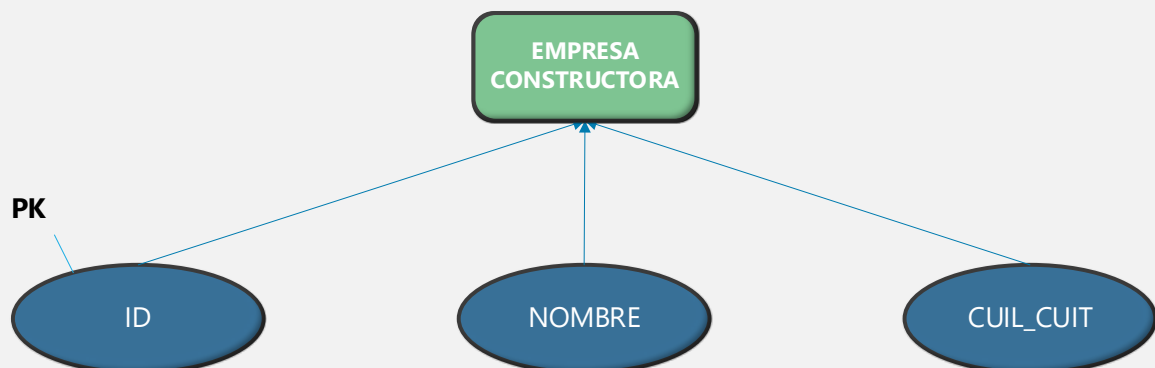 EMPRESA
CONSTRUCTORA
PK
ID
NOMBRE
CUIL_CUIT